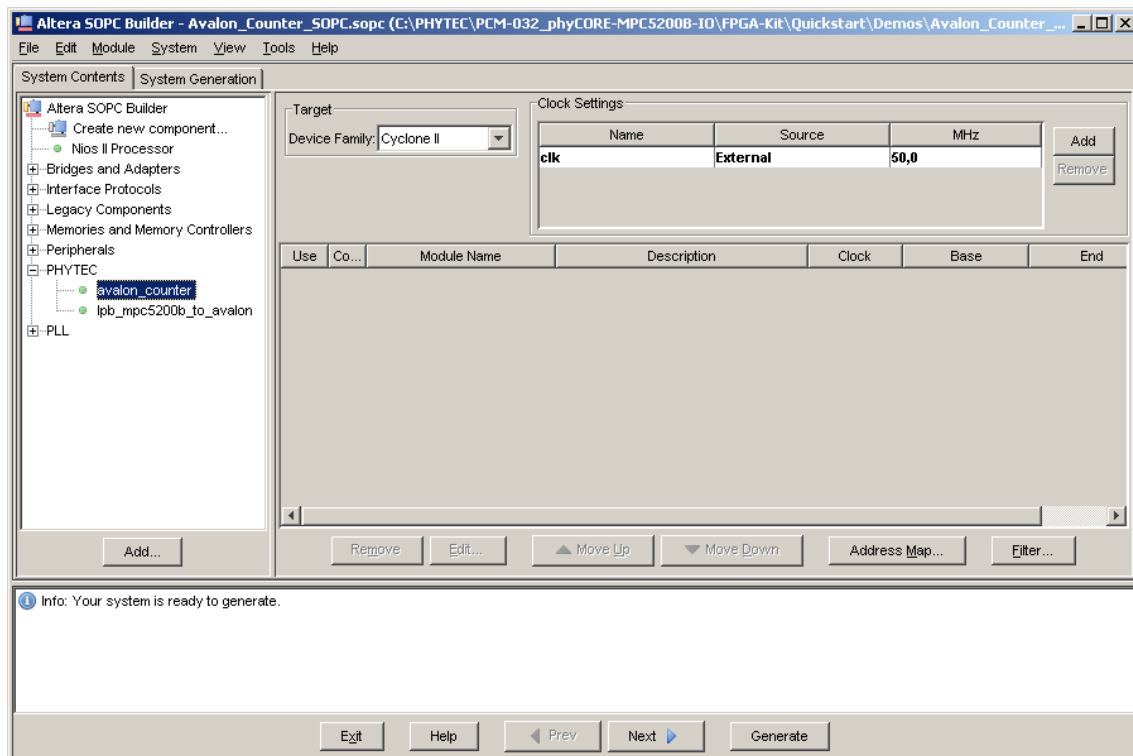 Altera SOPC Builder - Avalon_Counter_SOPC.sopc (C:\PHYTEC\PCM-032_phyCORE-MPC5200B-IO\FPGA-Kit\Quickstart\Demos\Avalon_Counter_...
File Edit Module System View Tools Help
System Contents System Generation
Altera SOPC Builder
Create new component...
Nios II Processor
Bridges and Adapters
Interface Protocols
Legacy Components
Memories and Memory Controllers
Peripherals
PHYTEC
avalon_counter
lpb_mpc5200b_to_avalon
PLL
Add...
Target
Device Family: Cyclone II
Clock Settings
Name Source MHz
clk External 50,0
Add
Remove
Use Co... Module Name Description Clock Base End
Remove Edit... Move Up Move Down Address Map... Filter...
Info: Your system is ready to generate.
Exit Help Prev Next Generate